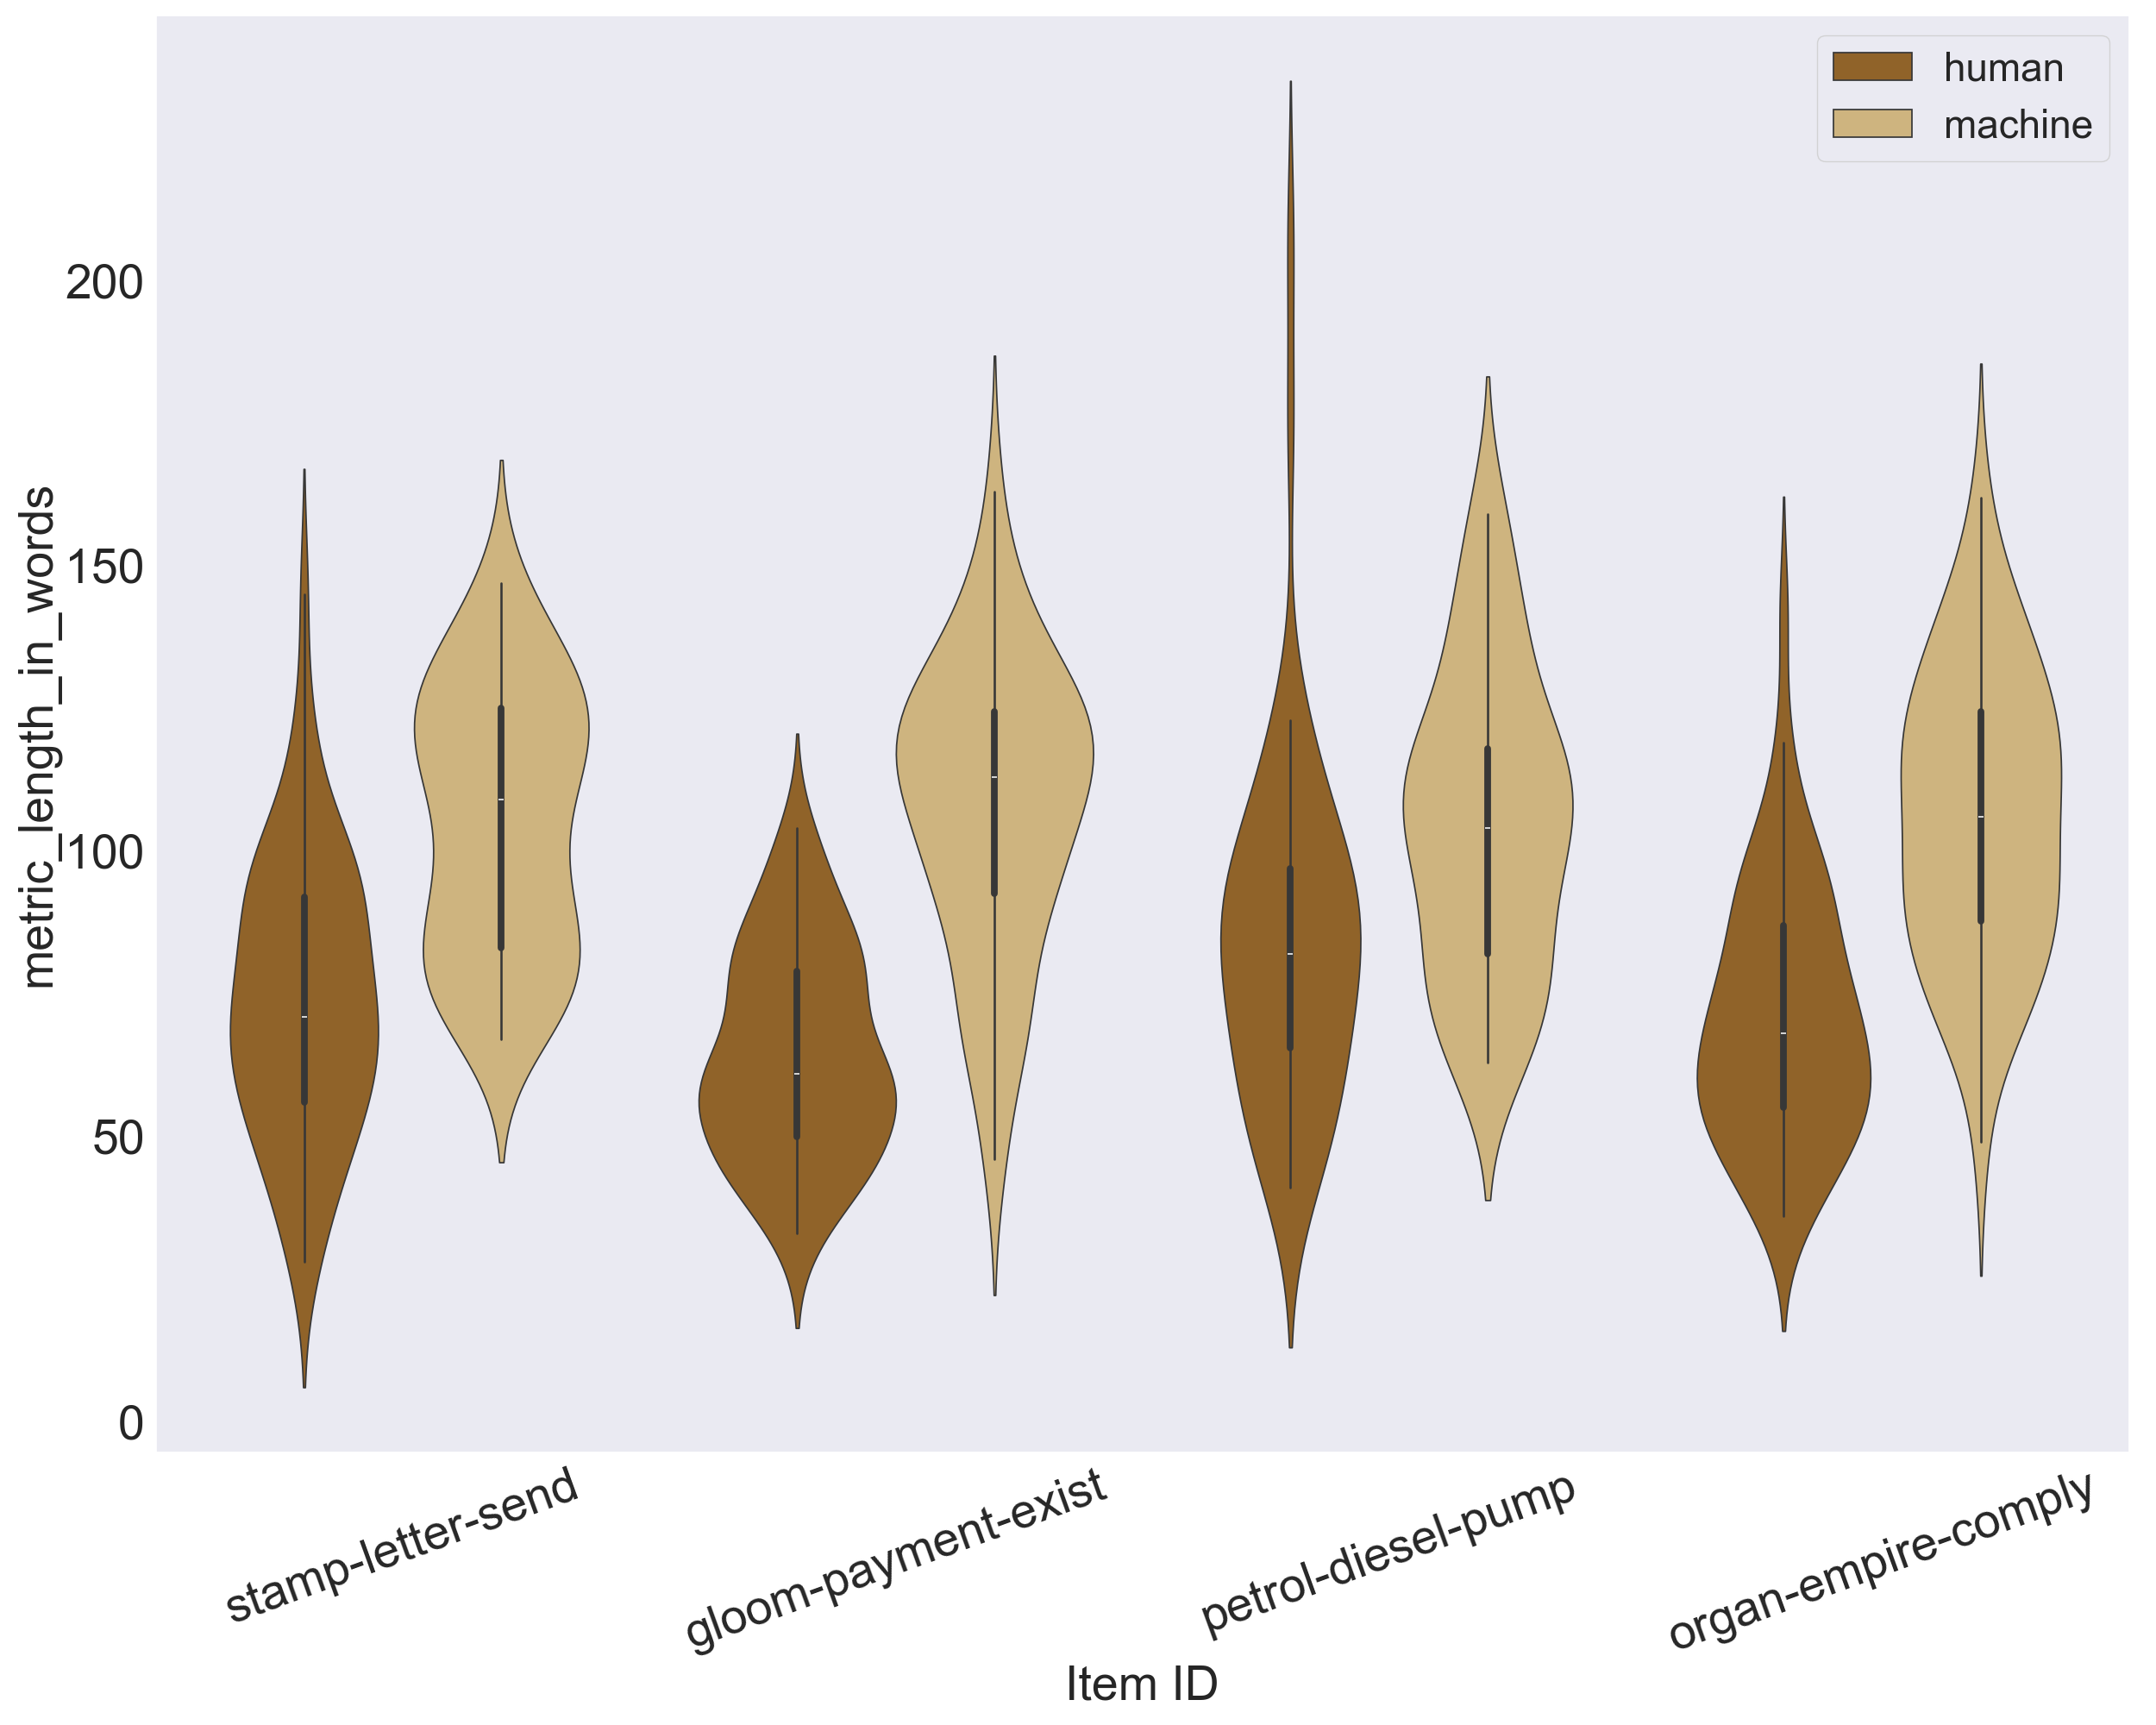 human
machine
metric_length_in_words
200
150
100
50
0
stamp-letter-send
gloom-payment-exist
petrol-diesel-pump
organ-empire-comply
Item ID